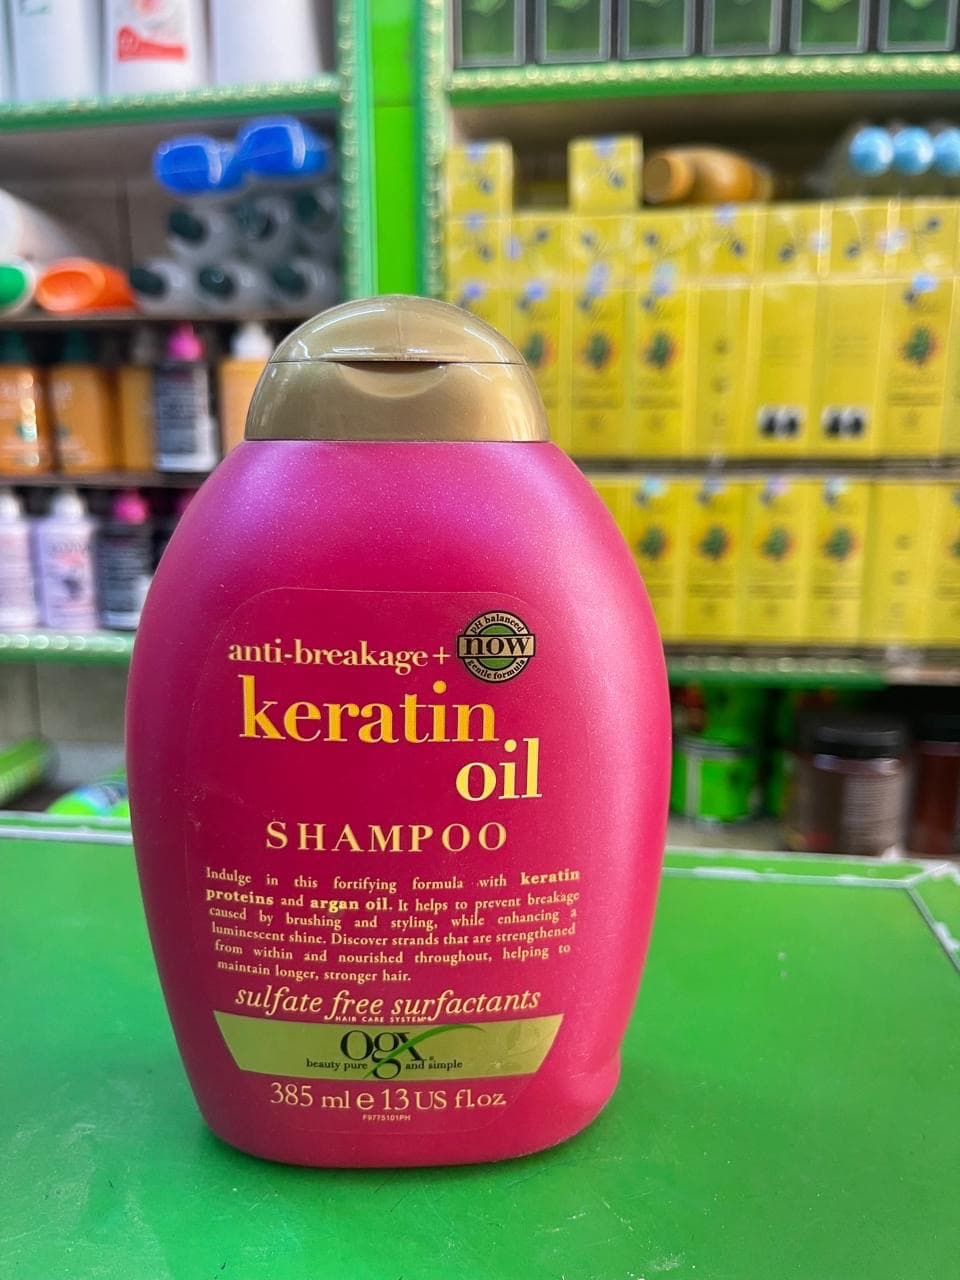 pH balanced
now
gentle formula
anti-breakage+
keratin
oil
SHAMPOO
Indulge in this fortifying formula with keratin
proteins and argan oil. It helps to prevent breakage
caused by brushing and styling, while enhancing a
luminescent shine. Discover strands that are strengthened
from within and nourished throughout, helping to
maintain longer, stronger hair.
sulfate free surfactants
HAIR CARE SYSTEM
ogx®
beauty pure and simple
385 ml e 13 US fl.oz
F9775101PH